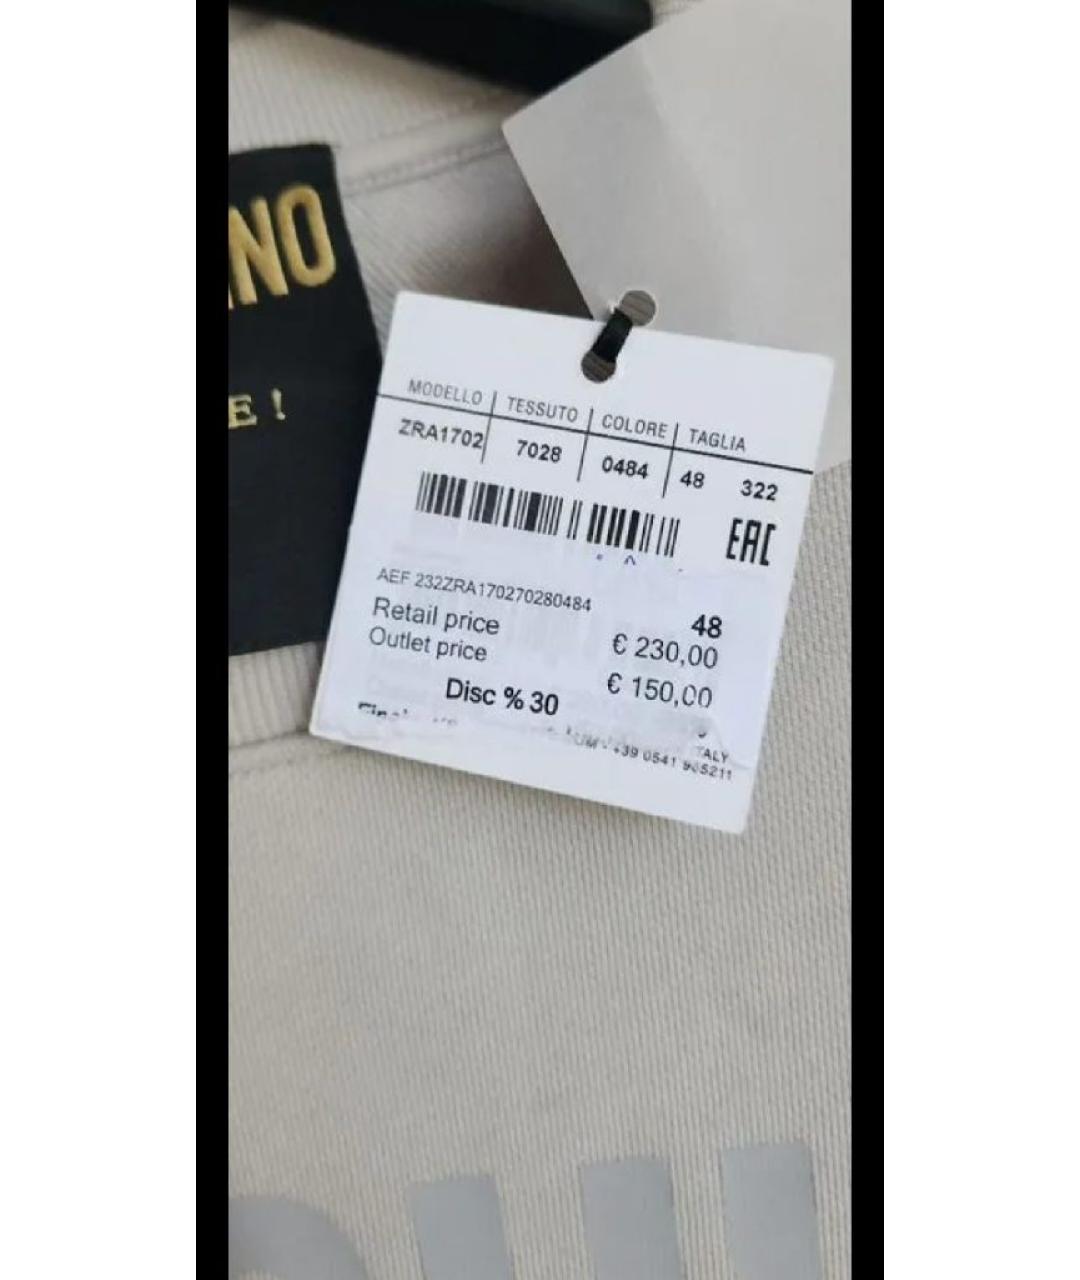 NO
E!
MODELLO TESSUTO COLORE TAGLIA
ZRA1702 7028 0484 48 322
EAC
AEF 232ZRA170270280484
48
Retail price € 230,00
Outlet price € 150,00
Disc % 30
ITALY
+39 0541 965211